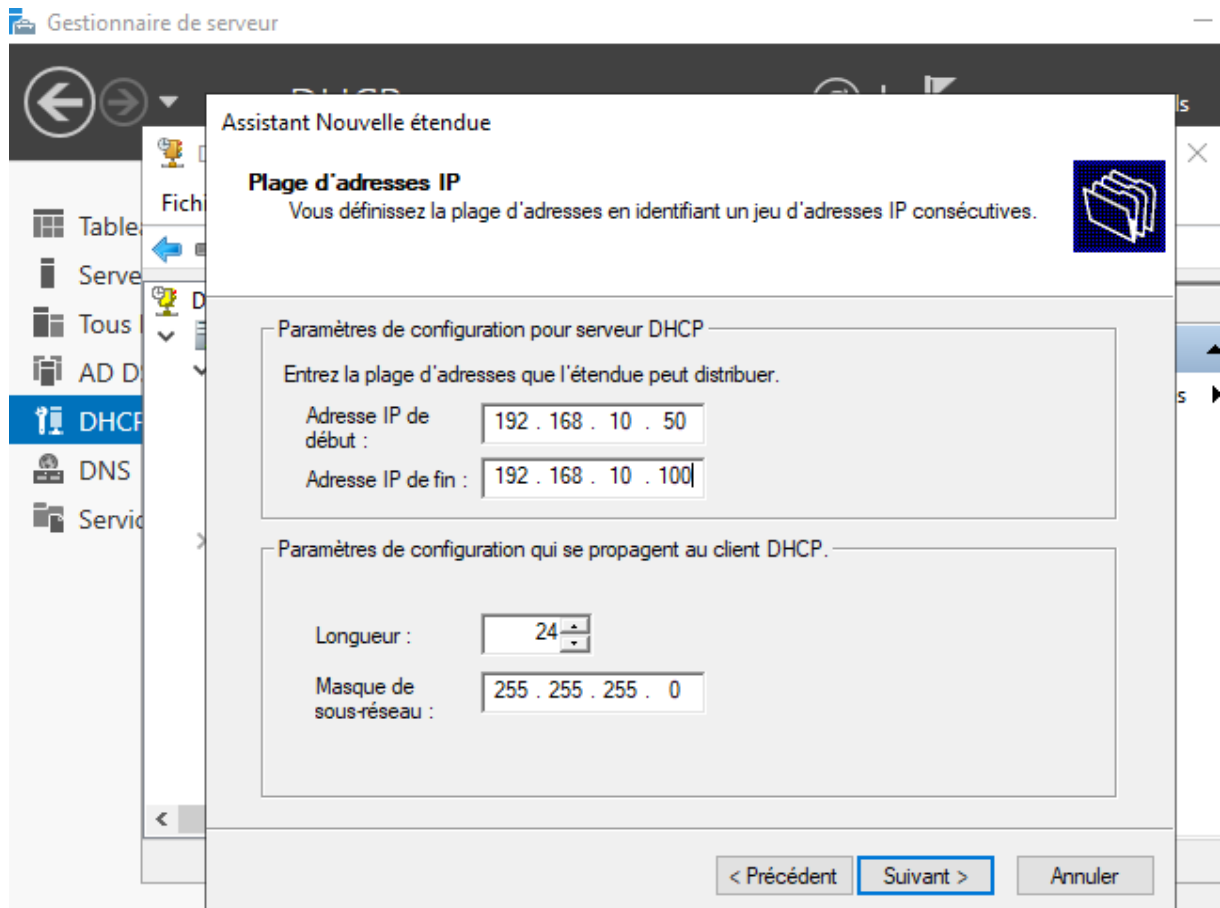 Gestionnaire de serveur
Assistant Nouvelle étendue
Plage d'adresses IP
Vous définissez la plage d'adresses en identifiant un jeu d'adresses IP consécutives.
Fichi
Table
Serve
Tous
AD D
DHCP
DNS
Servic
D
Paramètres de configuration pour serveur DHCP
Entrez la plage d'adresses que l'étendue peut distribuer.
Adresse IP de
début :
192 . 168 . 10 . 50
Adresse IP de fin :
192 . 168 . 10 . 100
Paramètres de configuration qui se propagent au client DHCP.
Longueur :
24
Masque de
sous-réseau :
255 . 255 . 255 . 0
< Précédent
Suivant >
Annuler
ls
s